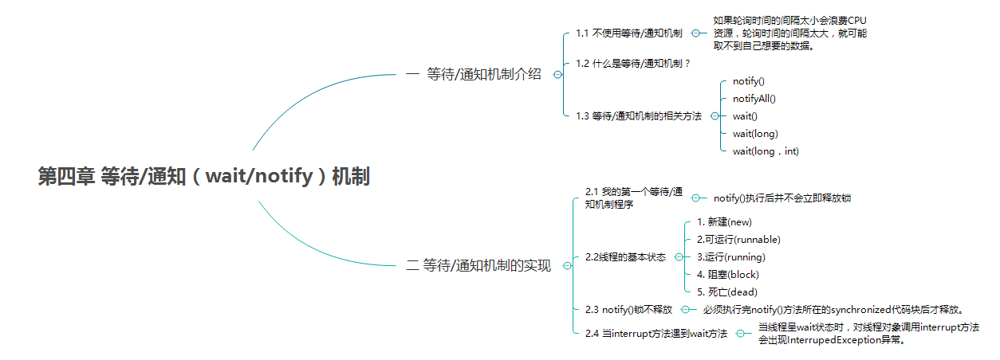 第四章 等待/通知（wait/notify）机制
一 等待/通知机制介绍
1.1 不使用等待/通知机制
如果轮询时间的间隔太小会浪费CPU
资源，轮询时间的间隔太大，就可能
取不到自己想要的数据。
1.2 什么是等待/通知机制？
1.3 等待/通知机制的相关方法
notify()
notifyAll()
wait()
wait(long)
wait(long，int)
二 等待/通知机制的实现
2.1 我的第一个等待/通
知机制程序
notify()执行后并不会立即释放锁
2.2线程的基本状态
1. 新建(new)
2.可运行(runnable)
3.运行(running)
4. 阻塞(block)
5. 死亡(dead)
2.3 notify()锁不释放
必须执行完notify()方法所在的synchronized代码块后才释放。
2.4 当interrupt方法遇到wait方法
当线程呈wait状态时，对线程对象调用interrupt方法
会出现InterrupedException异常。